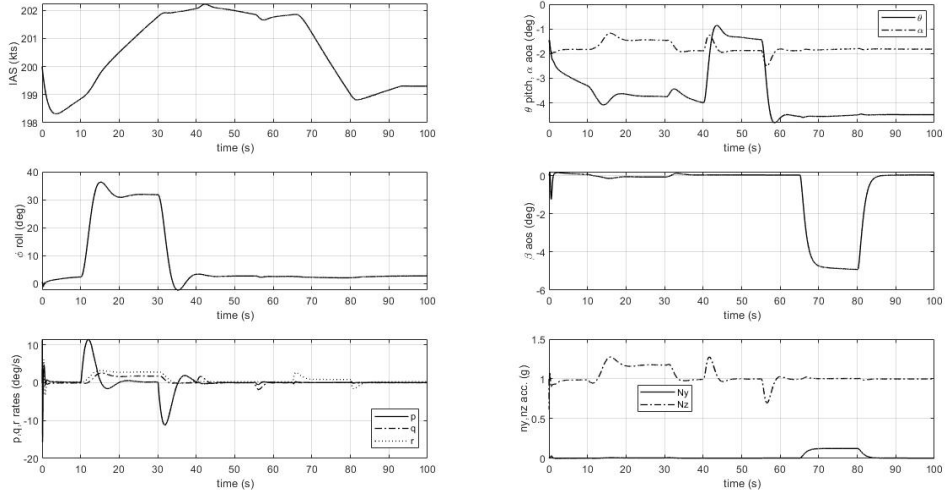 202
201
200
199
198
IAS (kts)
0 10 20 30 40 50 60 70 80 90 100
time (s)
0
-1
-2
-3
-4
θ pitch, α aoa (deg)
θ
α
0 10 20 30 40 50 60 70 80 90 100
time (s)
40
30
20
10
0
ϕ roll (deg)
0 10 20 30 40 50 60 70 80 90 100
time (s)
0
-2
-4
-6
β aos (deg)
0 10 20 30 40 50 60 70 80 90 100
time (s)
10
0
-10
-20
p,q,r rates (deg/s)
p
q
r
0 10 20 30 40 50 60 70 80 90 100
time (s)
1.5
1
0.5
0
ny,nz acc. (g)
Ny
Nz
0 10 20 30 40 50 60 70 80 90 100
time (s)